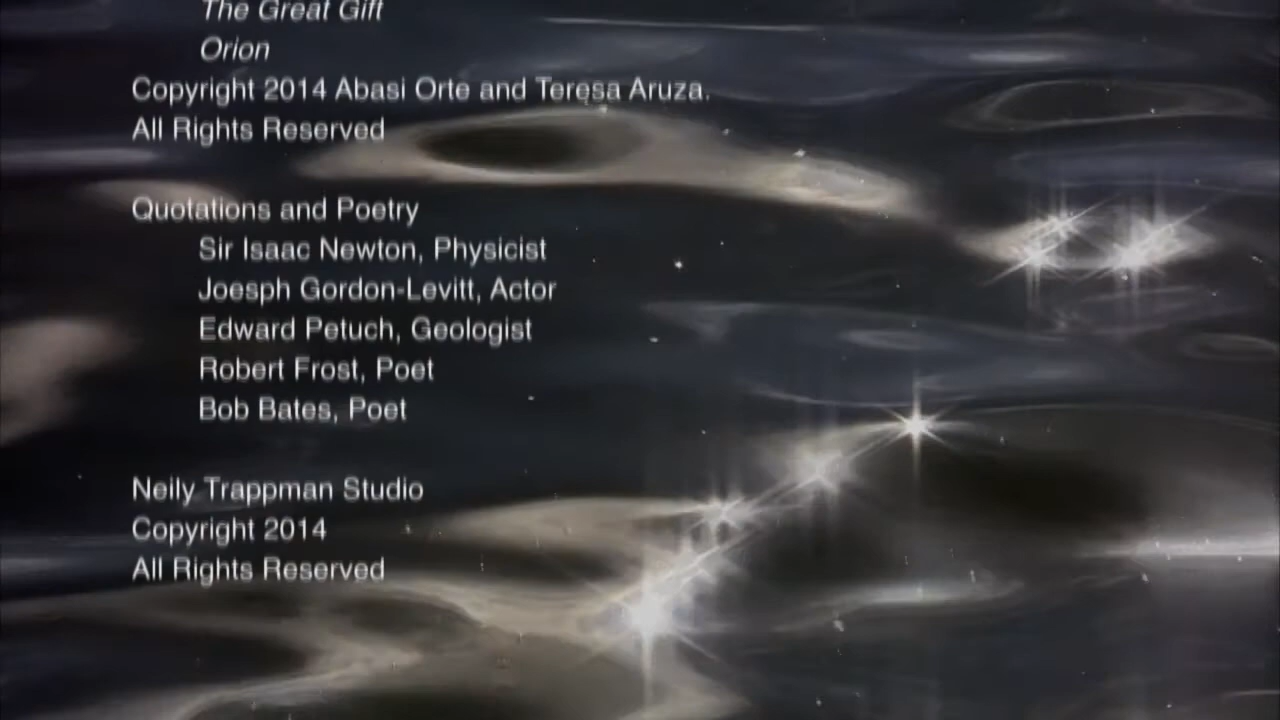 The Great Gift
Orion
Copyright 2014 Abasi Orte and Teresa Aruza.
All Rights Reserved
Quotations and Poetry
Sir Isaac Newton, Physicist
Joesph Gordon-Levitt, Actor
Edward Petuch, Geologist
Robert Frost, Poet
Bob Bates, Poet
Neily Trappman Studio
Copyright 2014
All Rights Reserved